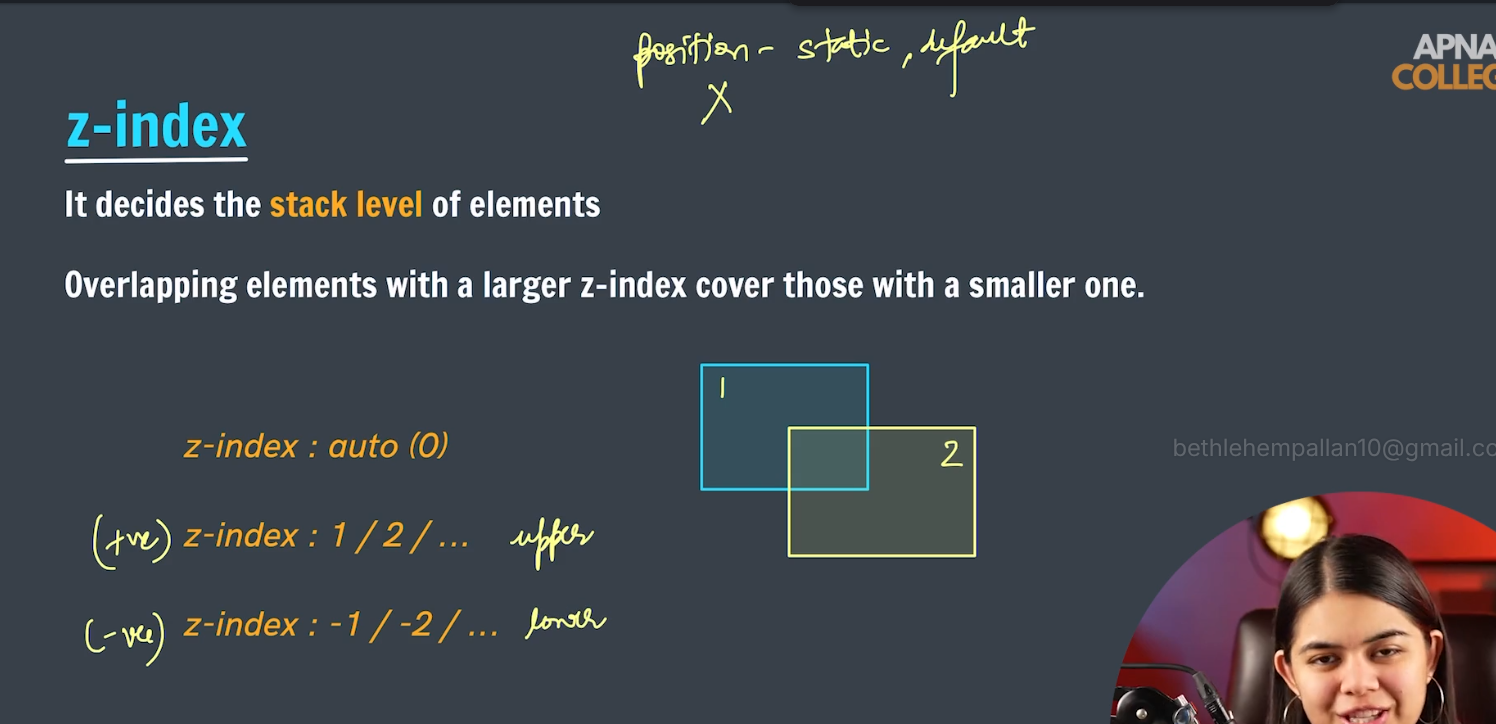 position - static, default
X
APNA
COLLEG
z-index
It decides the stack level of elements
Overlapping elements with a larger z-index cover those with a smaller one.
1
2
z-index : auto (0)
bethlehempallan10@gmail.co
(+ve) z-index : 1 / 2 / ... upper
(-ve) z-index : -1 / -2 / ... lower